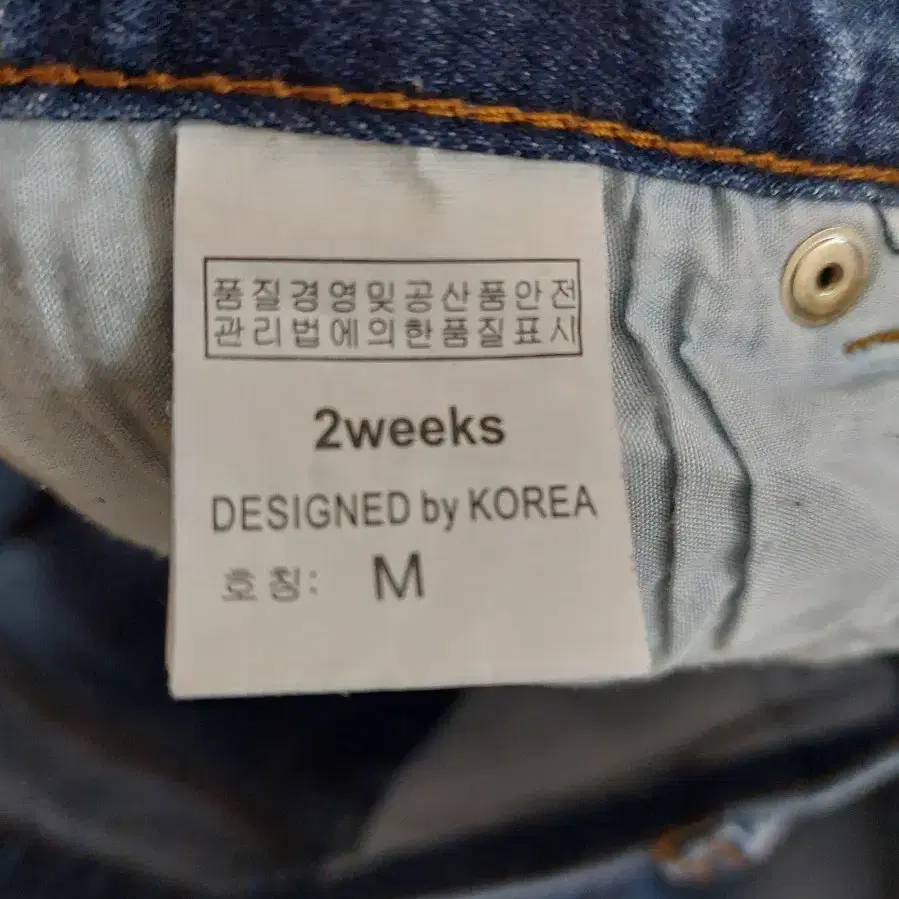 품질경영및공산품안전
관리법에의한품질표시
2weeks
DESIGNED by KOREA
호칭: M